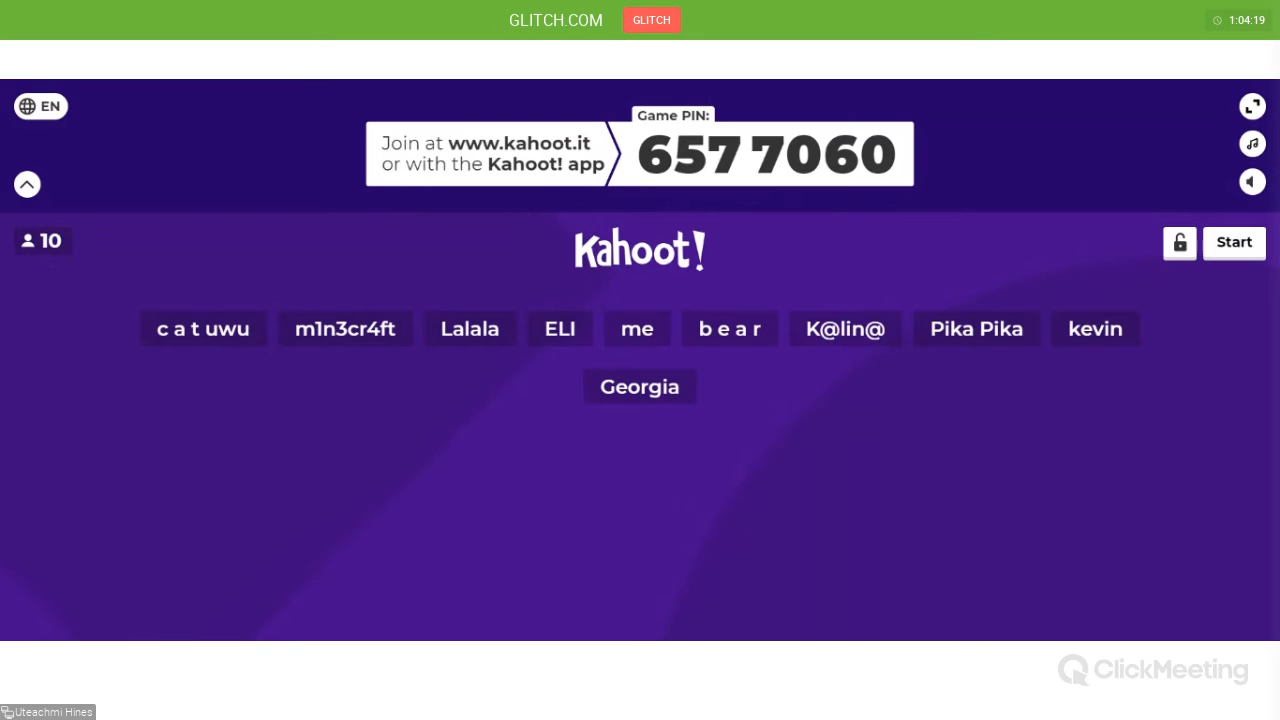 GLITCH.COM GLITCH 1:04:19
EN
Game PIN:
Join at www.kahoot.it
or with the Kahoot! app
657 7060
10
Kahoot!
Start
c a t uwu m1n3cr4ft Lalala ELI me b e a r K@lin@ Pika Pika kevin
Georgia
ClickMeeting
Uteachmi Hines